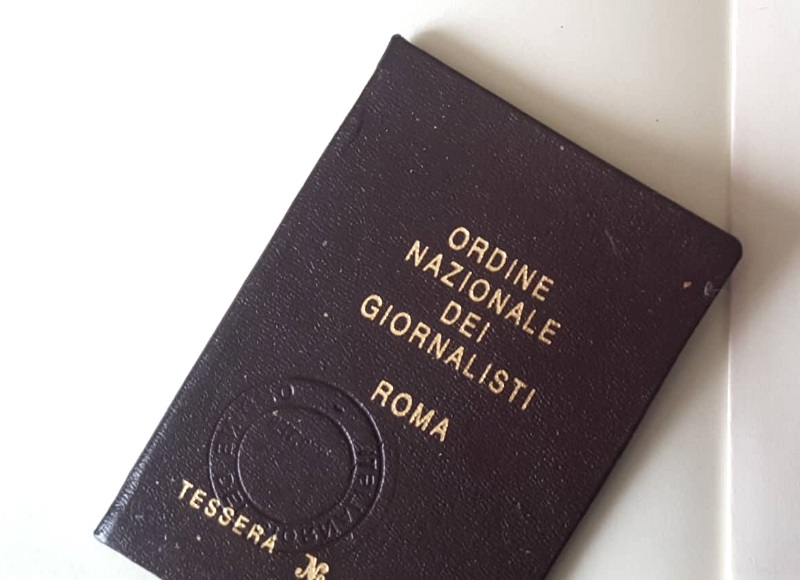 ORDINE
NAZIONALE
DEI
GIORNALISTI
ROMA
TESSERA №